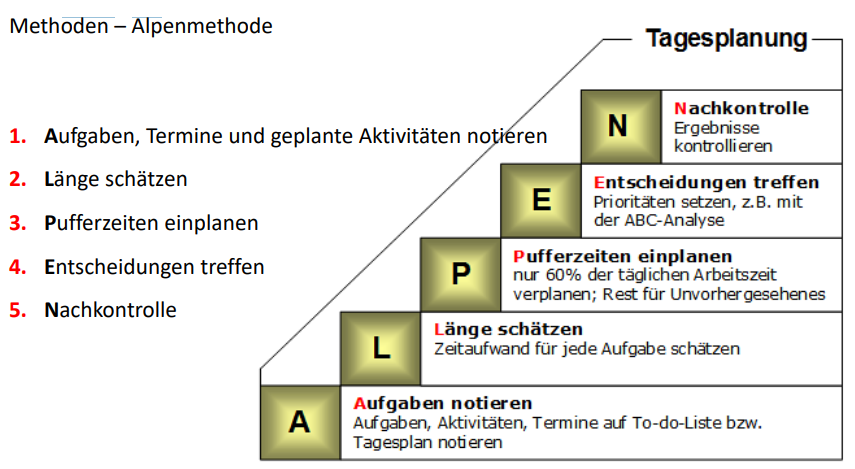 Methoden – Alpenmethode
1. Aufgaben, Termine und geplante Aktivitäten notieren
2. Länge schätzen
3. Pufferzeiten einplanen
4. Entscheidungen treffen
5. Nachkontrolle
Tagesplanung
N
Nachkontrolle
Ergebnisse
kontrollieren
E
Entscheidungen treffen
Prioritäten setzen, z.B. mit
der ABC-Analyse
P
Pufferzeiten einplanen
nur 60% der täglichen Arbeitszeit
verplanen; Rest für Unvorhergesehenes
L
Länge schätzen
Zeitaufwand für jede Aufgabe schätzen
A
Aufgaben notieren
Aufgaben, Aktivitäten, Termine auf To-do-Liste bzw.
Tagesplan notieren